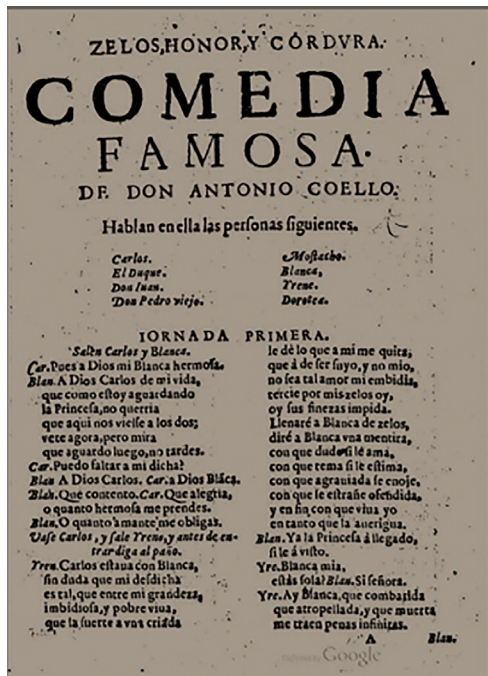 ZELOS, HONOR, Y CORDVRA.
COMEDIA
FAMOSA.
DE DON ANTONIO COELLO.
Hablan en ella las personas siguientes.
Carlos.
El Duque.
Don Iuan.
Don Pedro viejo.
Mostacho.
Blanca,
Yrene.
Dorotea.
IORNADA PRIMERA.
Salen Carlos y Blanca.
Car. Pues a Dios mi Blanca hermosa.
Blan. A Dios Carlos de mi vida,
que como estoy aguardando
la Princesa, no querria
que aqui nos viesse a los dos;
vete agora, pero mira
que aguardo luego, no tardes.
Car. Puedo faltar a mi dicha?
Blan A Dios Carlos. Car. a Dios Bláca.
Blan. Que contento. Car. Que alegria,
o quanto hermosa me prendes.
Blan. O quanto amante me obligas.
Vase Carlos, y sale Yrene, y antes de en-
trar diga al paño.
Yren. Carlos estaua con Blanca,
sin duda que mi desdicha
es tal, que entre mi grandeza,
imbidiosa, y pobre viua,
que la suerte a vna criada
le dè lo que a mi me quita;
que à de ser suyo, y no mio,
no sea tal amor mi embidia,
tercie por mis zelos oy,
oy sus finezas impida.
Llenaré a Blanca de zelos,
diré a Blanca vna mentira,
con que dude si le ama,
con que tema si le estima,
con que agrauiada se enoje,
con que le estrañe ofendida,
y en fin con que viua yo
en tanto que la auerigua.
Blan. Ya la Princesa à llegado,
si le á visto.
Yre. Blanca mia,
estás sola? Blan. Si señora.
Yre. Ay Blanca, que combatida
que atropellada, y que muerta
me traen penas infinitas.
A Blan.
Google